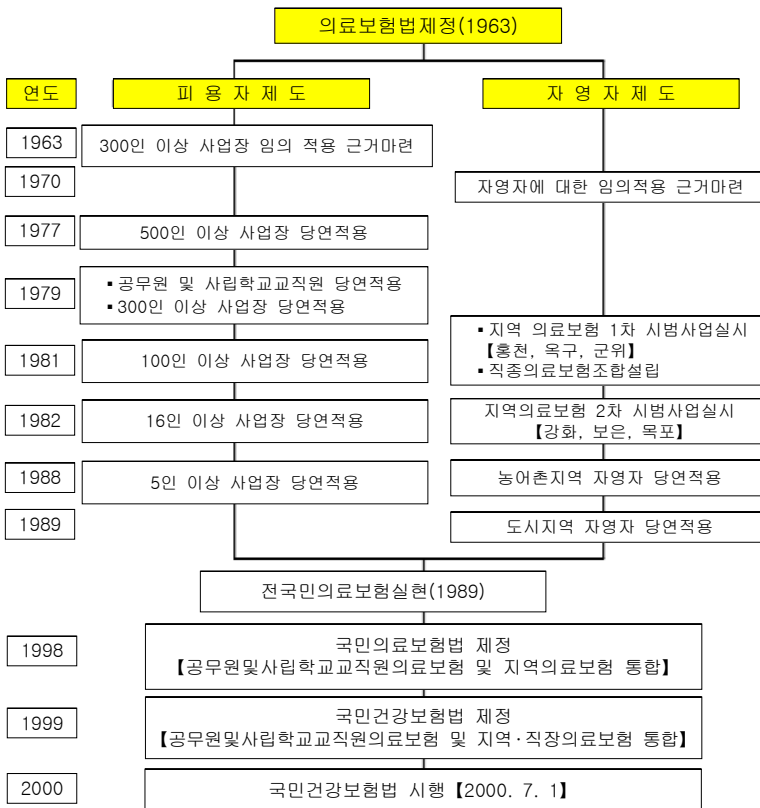 의료보험법제정(1963)
연도
피 용 자 제 도
자 영 자 제 도
1963
300인 이상 사업장 임의 적용 근거마련
1970
자영자에 대한 임의적용 근거마련
1977
500인 이상 사업장 당연적용
1979
▪공무원 및 사립학교교직원 당연적용
▪300인 이상 사업장 당연적용
1981
100인 이상 사업장 당연적용
▪지역 의료보험 1차 시범사업실시
【홍천, 옥구, 군위】
▪직종의료보험조합설립
1982
16인 이상 사업장 당연적용
지역의료보험 2차 시범사업실시
【강화, 보은, 목포】
1988
5인 이상 사업장 당연적용
농어촌지역 자영자 당연적용
1989
도시지역 자영자 당연적용
전국민의료보험실현(1989)
1998
국민의료보험법 제정
【공무원및사립학교교직원의료보험 및 지역의료보험 통합】
1999
국민건강보험법 제정
【공무원및사립학교교직원의료보험 및 지역·직장의료보험 통합】
2000
국민건강보험법 시행【2000. 7. 1】